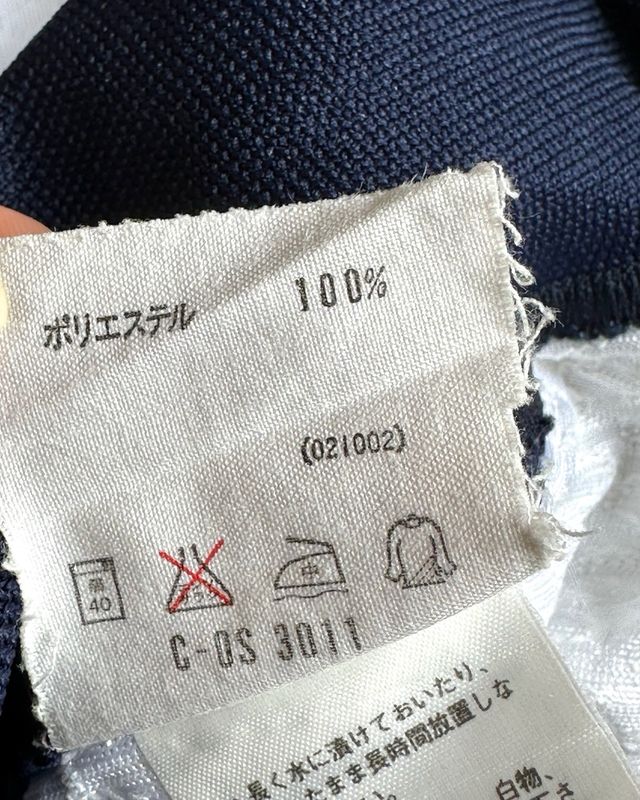 ポリエステル 100%
(021002)
40
中
C-OS 3011
長く水に漬けておいたり、
たまま長時間放置しな
白物、